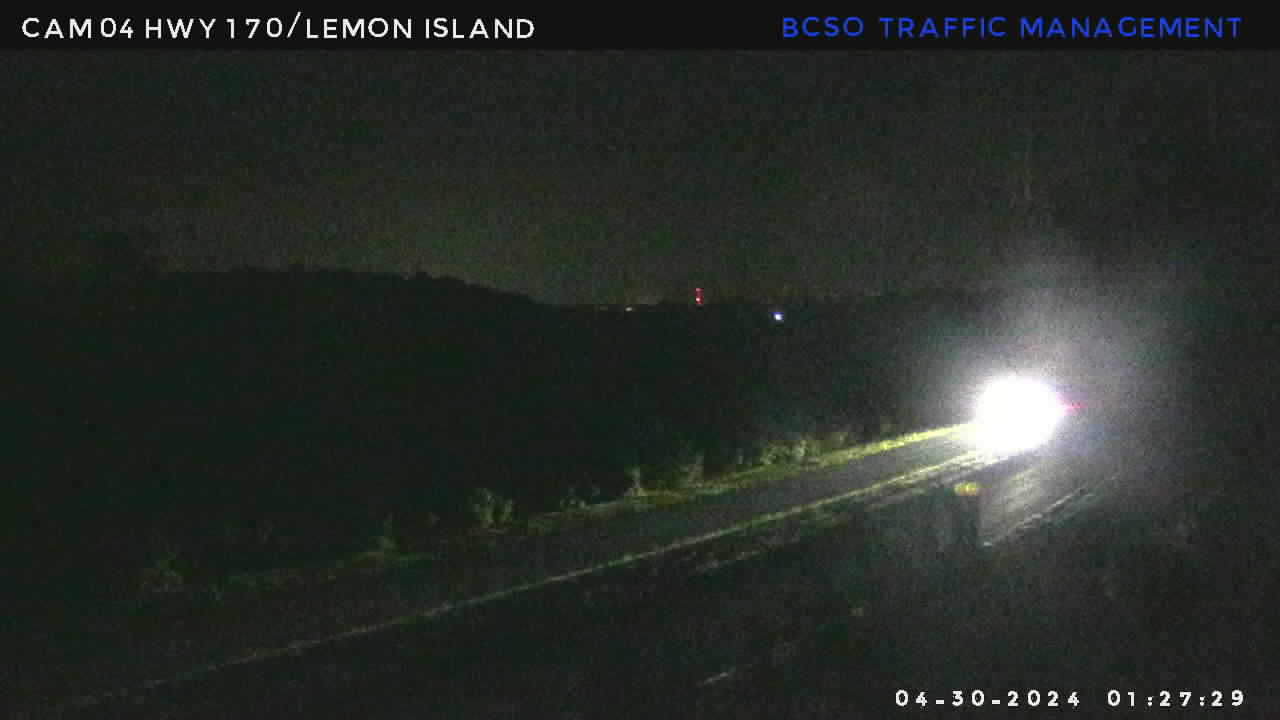 CAM04 HWY 170/LEMON ISLAND
BCSO TRAFFIC MANAGEMENT
04-30-2024 01:27:29